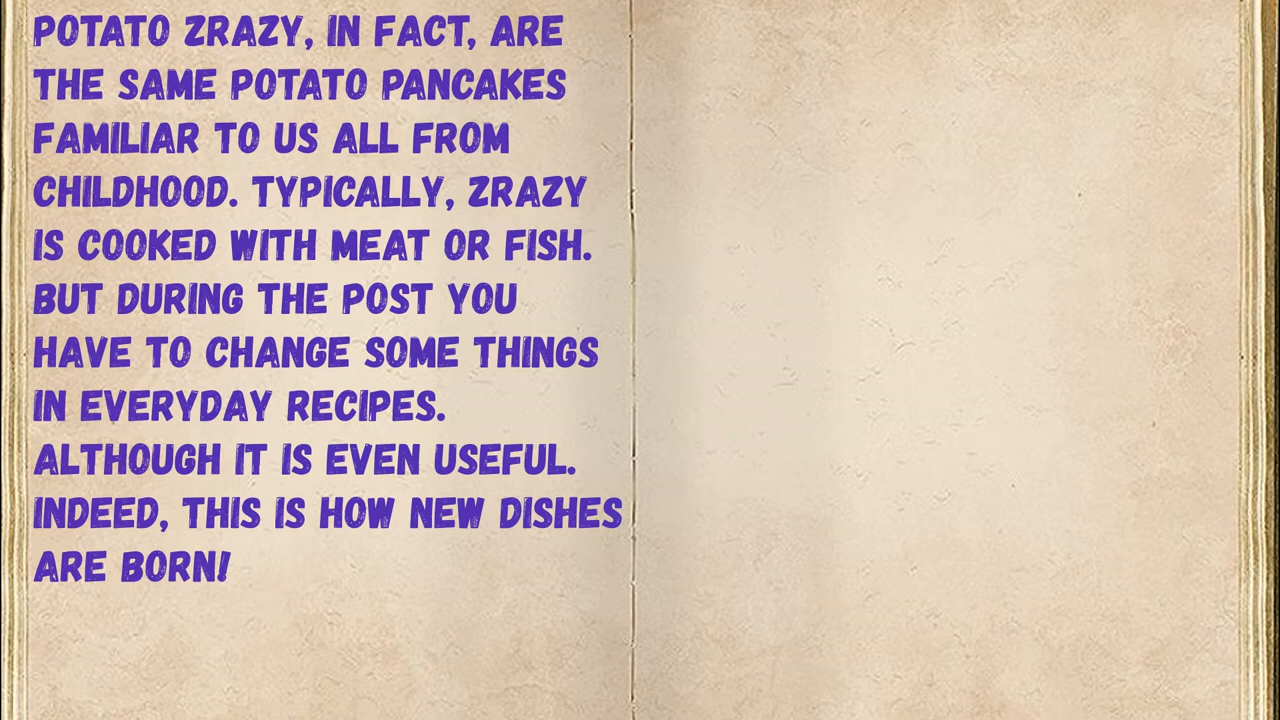 POTATO ZRAZY, IN FACT, ARE
THE SAME POTATO PANCAKES
FAMILIAR TO US ALL FROM
CHILDHOOD. TYPICALLY, ZRAZY
IS COOKED WITH MEAT OR FISH.
BUT DURING THE POST YOU
HAVE TO CHANGE SOME THINGS
IN EVERYDAY RECIPES.
ALTHOUGH IT IS EVEN USEFUL.
INDEED, THIS IS HOW NEW DISHES
ARE BORN!